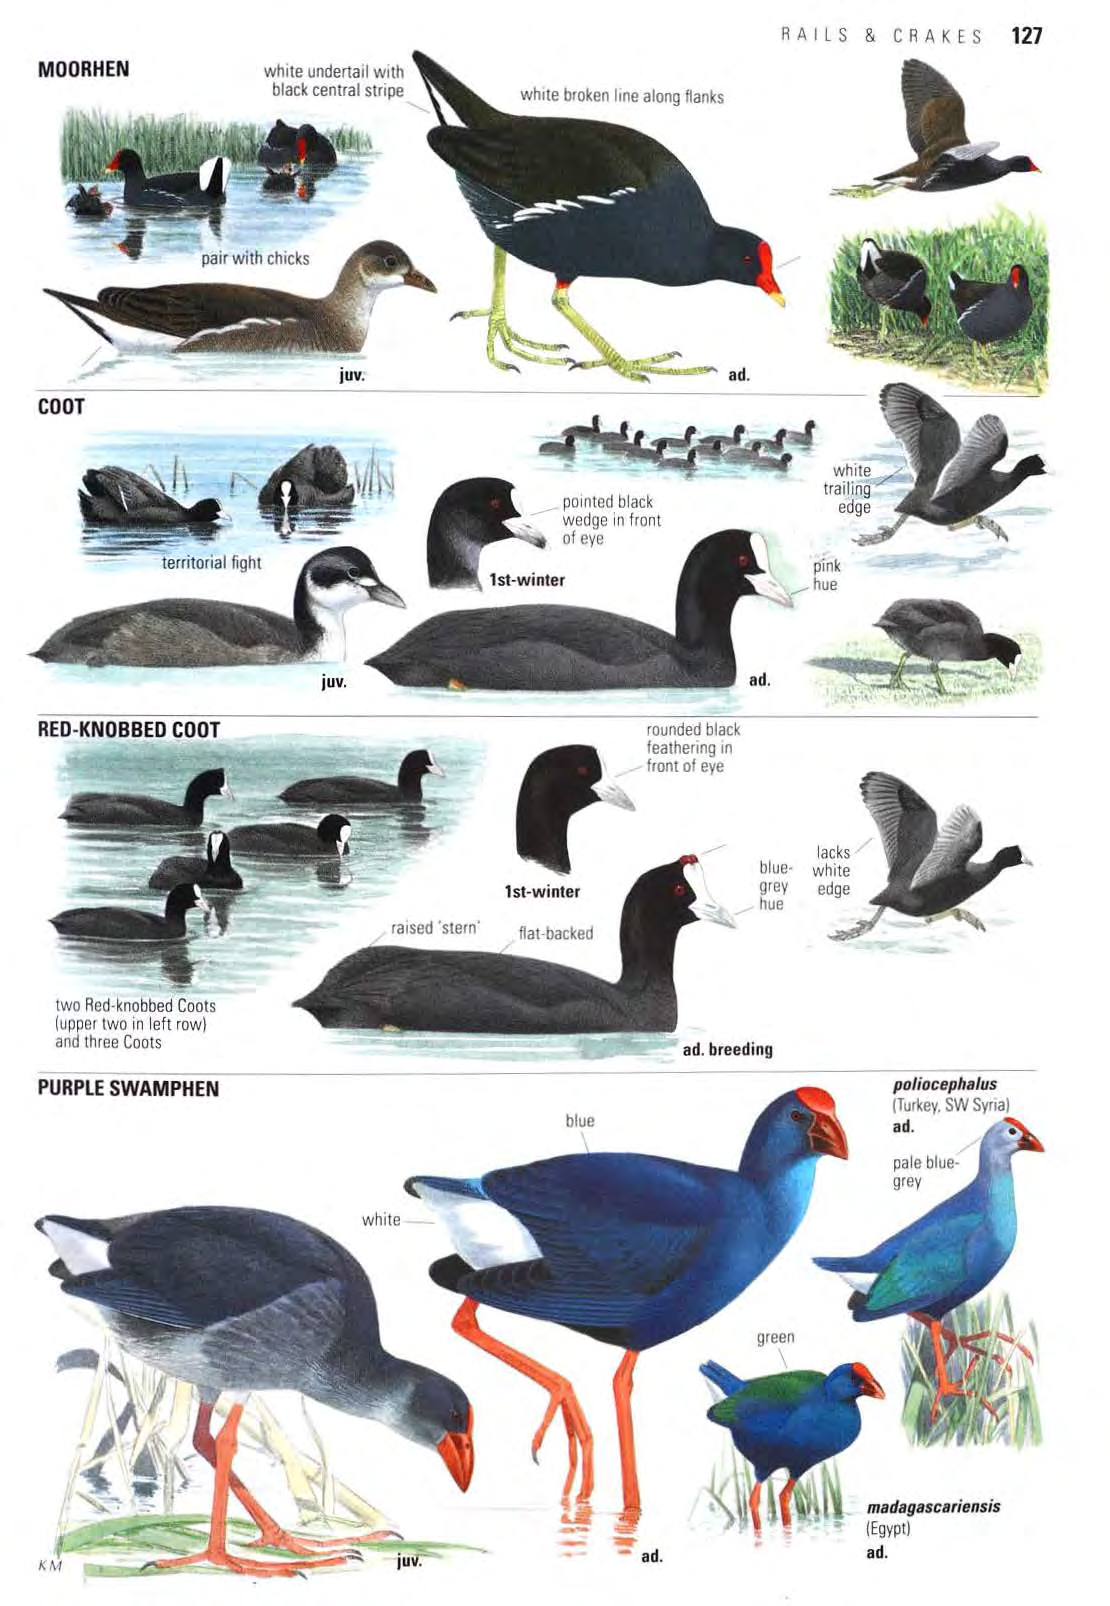 RAILS & CRAKES 127
MOORHEN
white undertail with
black central stripe
white broken line along flanks
pair with chicks
juv.
ad.
COOT
white
trailing
edge
pointed black
wedge in front
of eye
territorial fight
1st-winter
pink
hue
juv.
ad.
RED-KNOBBED COOT
rounded black
feathering in
front of eye
lacks
white
edge
blue-
grey
hue
1st-winter
raised 'stern'
flat-backed
two Red-knobbed Coots
(upper two in left row)
and three Coots
ad. breeding
PURPLE SWAMPHEN
poliocephalus
(Turkey, SW Syria)
ad.
blue
pale blue-
grey
white
green
madagascariensis
(Egypt)
ad.
juv.
ad.
KM